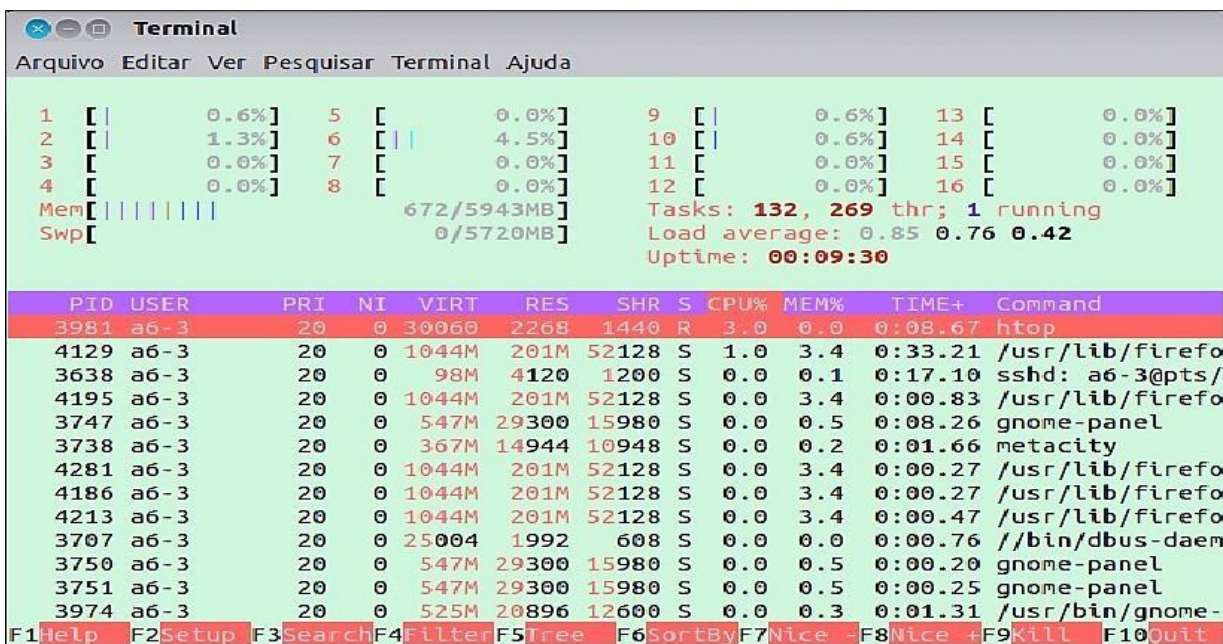 Terminal
Arquivo Editar Ver Pesquisar Terminal Ajuda
1 [| 0.6%] 5 [ 0.0%] 9 [| 0.6%] 13 [ 0.0%]
2 [| 1.3%] 6 [|| 4.5%] 10 [| 0.6%] 14 [ 0.0%]
3 [ 0.0%] 7 [ 0.0%] 11 [ 0.0%] 15 [ 0.0%]
4 [ 0.0%] 8 [ 0.0%] 12 [ 0.0%] 16 [ 0.0%]
Mem[|||||||| 672/5943MB] Tasks: 132, 269 thr; 1 running
Swp[ 0/5720MB] Load average: 0.85 0.76 0.42
Uptime: 00:09:30
PID USER PRI NI VIRT RES SHR S CPU% MEM% TIME+ Command
3981 a6-3 20 0 30060 2268 1440 R 3.0 0.0 0:08.67 htop
4129 a6-3 20 0 1044M 201M 52128 S 1.0 3.4 0:33.21 /usr/lib/firefo
3638 a6-3 20 0 98M 4120 1200 S 0.0 0.1 0:17.10 sshd: a6-3@pts/
4195 a6-3 20 0 1044M 201M 52128 S 0.0 3.4 0:00.83 /usr/lib/firefo
3747 a6-3 20 0 547M 29300 15980 S 0.0 0.5 0:08.26 gnome-panel
3738 a6-3 20 0 367M 14944 10948 S 0.0 0.2 0:01.66 metacity
4281 a6-3 20 0 1044M 201M 52128 S 0.0 3.4 0:00.27 /usr/lib/firefo
4186 a6-3 20 0 1044M 201M 52128 S 0.0 3.4 0:00.27 /usr/lib/firefo
4213 a6-3 20 0 1044M 201M 52128 S 0.0 3.4 0:00.47 /usr/lib/firefo
3707 a6-3 20 0 25004 1992 608 S 0.0 0.0 0:00.76 //bin/dbus-daem
3750 a6-3 20 0 547M 29300 15980 S 0.0 0.5 0:00.20 gnome-panel
3751 a6-3 20 0 547M 29300 15980 S 0.0 0.5 0:00.25 gnome-panel
3974 a6-3 20 0 525M 20896 12600 S 0.0 0.3 0:01.31 /usr/bin/gnome-
F1Help F2Setup F3SearchF4FilterF5Tree F6SortByF7Nice -F8Nice +F9Kill F10Quit